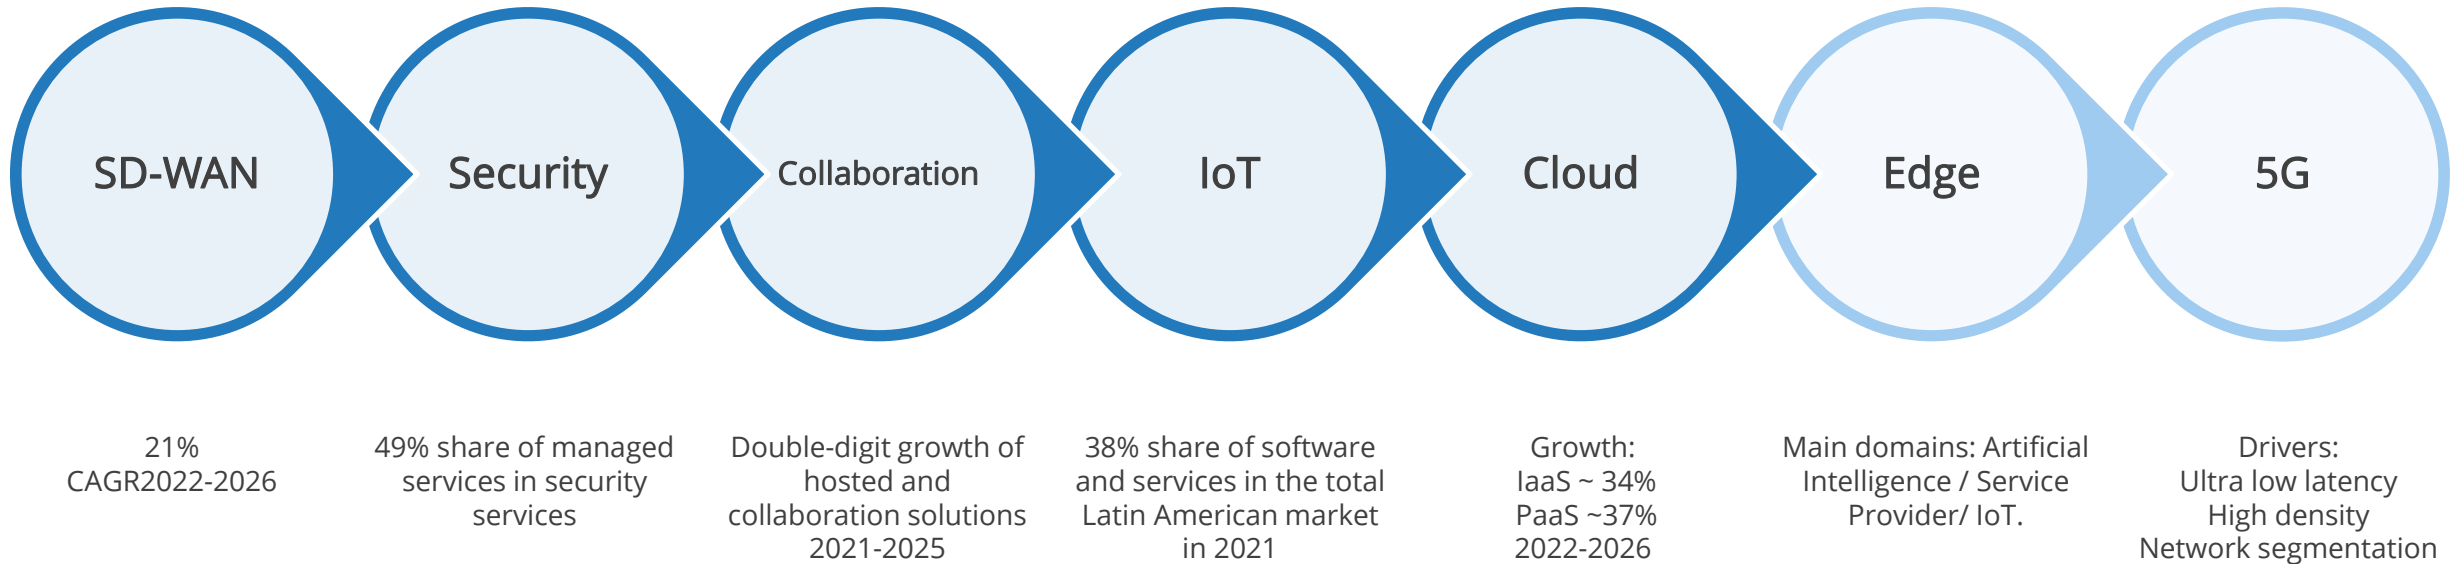 SD-WAN
Security
Collaboration
IoT
Cloud
Edge
5G
21%
CAGR2022-2026
49% share of managed
services in security
services
Double-digit growth of
hosted and
collaboration solutions
2021-2025
38% share of software
and services in the total
Latin American market
in 2021
Growth:
IaaS ~ 34%
PaaS ~37%
2022-2026
Main domains: Artificial
Intelligence / Service
Provider/ IoT.
Drivers:
Ultra low latency
High density
Network segmentation